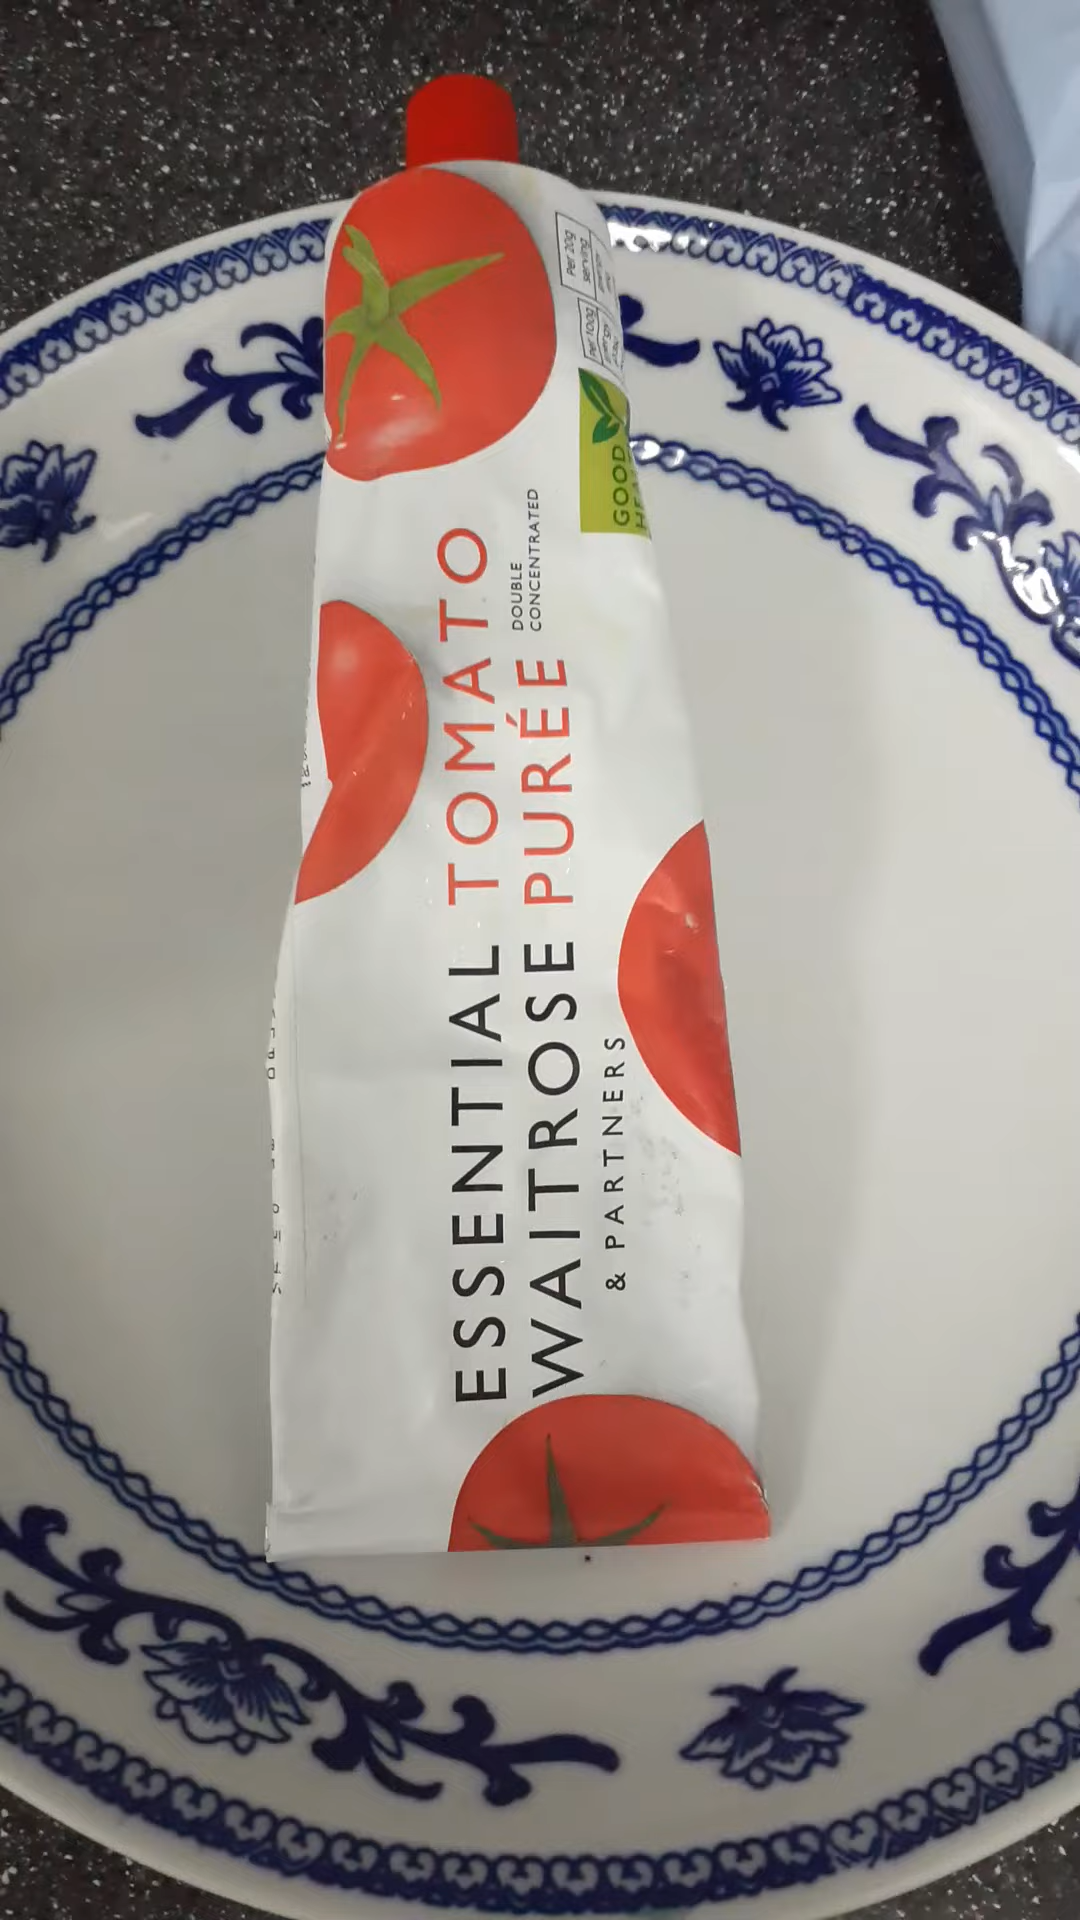 ESSENTIAL TOMATO
WAITROSE PURÉE
& PARTNERS
DOUBLE
CONCENTRATED
GOOD
Per 20g
serving
Per 100g